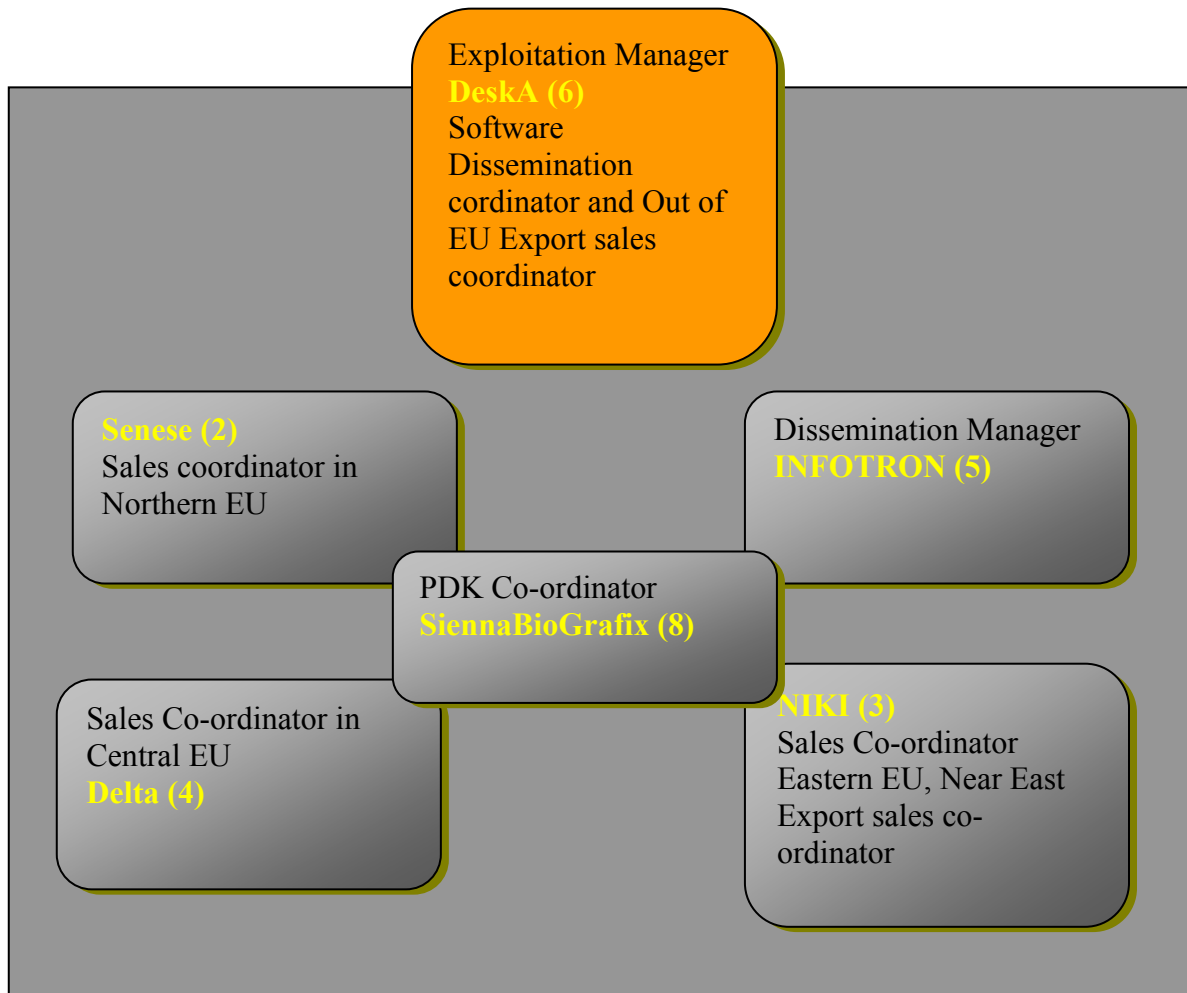 Exploitation Manager
DeskA (6)
Software
Dissemination
cordinator and Out of
EU Export sales
coordinator
Senese (2)
Sales coordinator in
Northern EU
Dissemination Manager
INFOTRON (5)
PDK Co-ordinator
SiennaBioGrafix (8)
Sales Co-ordinator in
Central EU
Delta (4)
NIKI (3)
Sales Co-ordinator
Eastern EU, Near East
Export sales co-
ordinator